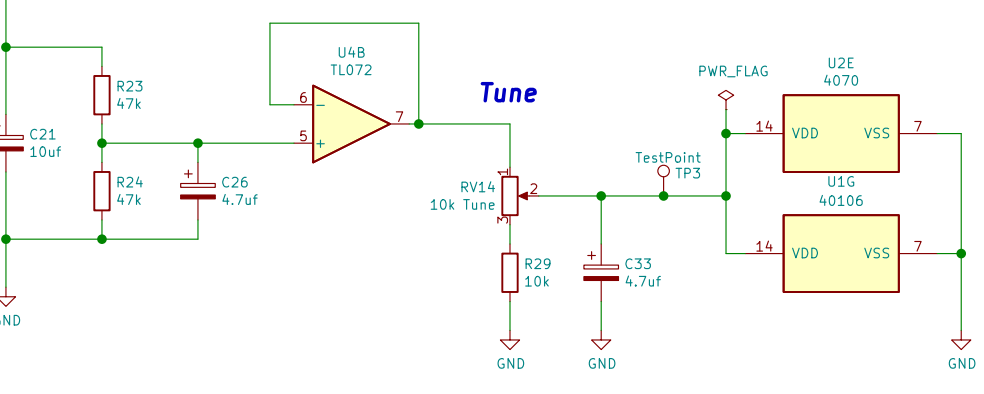 U4B
TL072
Tune
PWR_FLAG
U2E
4070
R23
47k
6
7
14
VDD
VSS
7
C21
10uf
5
TestPoint
TP3
U1G
40106
R24
47k
C26
4.7uf
RV14
10k Tune
1
2
3
14
VDD
VSS
7
R29
10k
C33
4.7uf
GND
GND
GND
GND